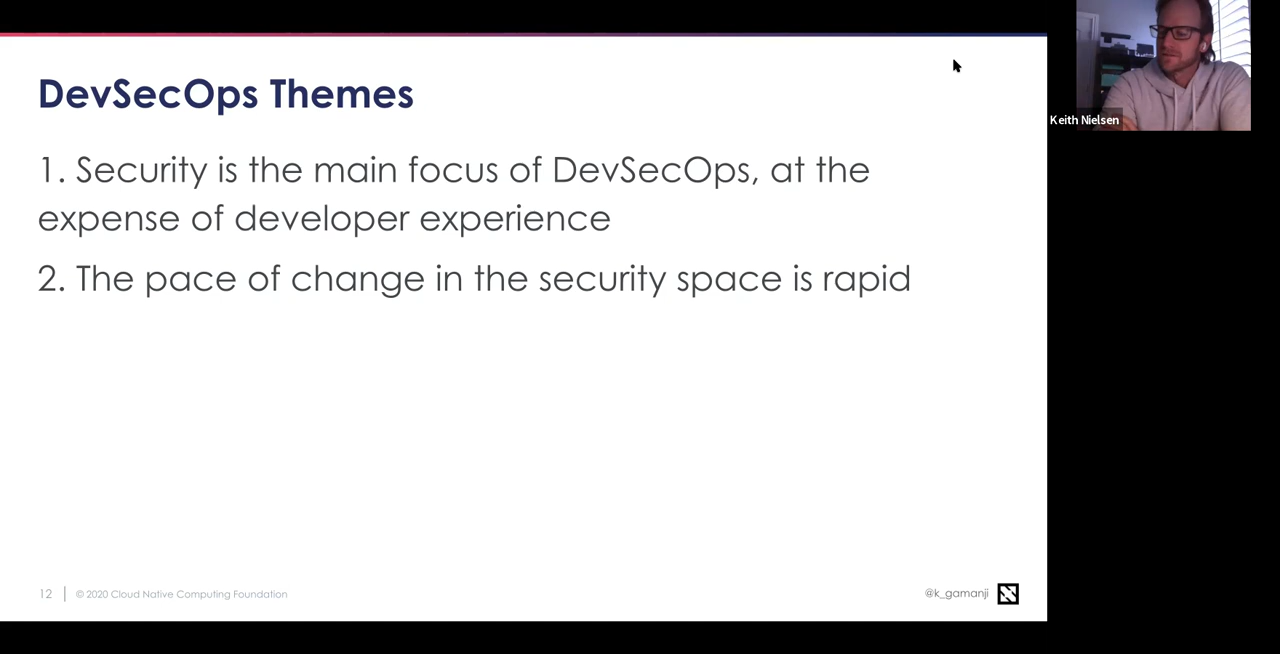 DevSecOps Themes
1. Security is the main focus of DevSecOps, at the
expense of developer experience
2. The pace of change in the security space is rapid
12
© 2020 Cloud Native Computing Foundation
@k_gamanji
Keith Nielsen